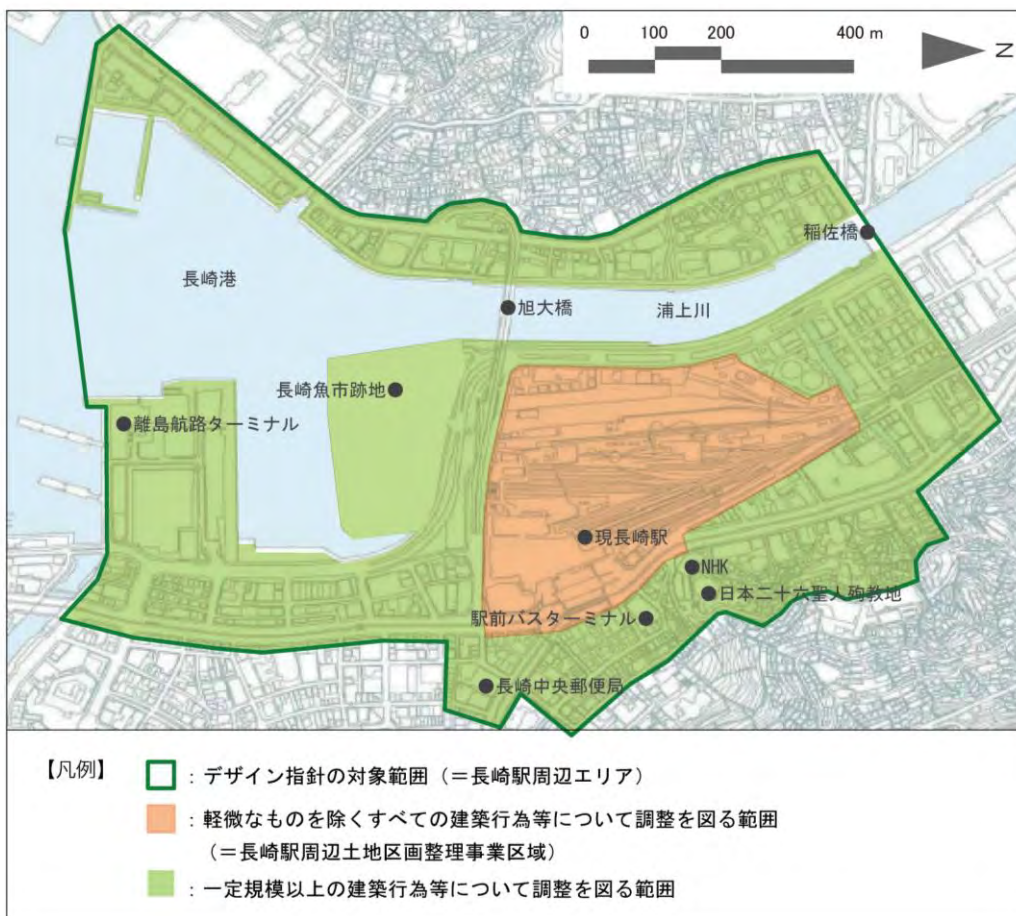 0 100 200 400 m
N
稲佐橋
長崎港
旭大橋
浦上川
長崎魚市跡地
離島航路ターミナル
現長崎駅
NHK
日本二十六聖人殉教地
駅前バスターミナル
長崎中央郵便局
【凡例】
：デザイン指針の対象範囲（＝長崎駅周辺エリア）
：軽微なものを除くすべての建築行為等について調整を図る範囲
（＝長崎駅周辺土地区画整理事業区域）
：一定規模以上の建築行為等について調整を図る範囲